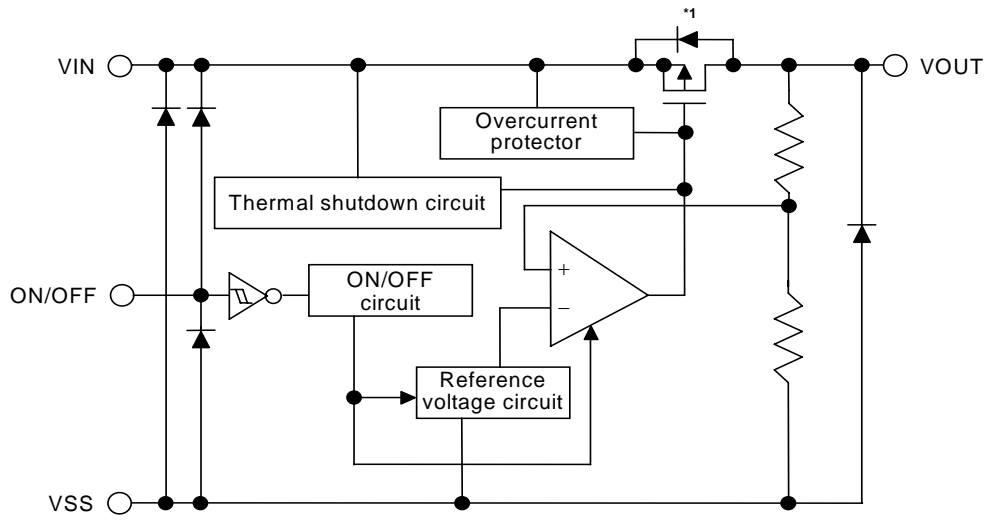 *1
VIN
VOUT
Overcurrent
protector
Thermal shutdown circuit
ON/OFF
ON/OFF
circuit
+
−
Reference
voltage circuit
VSS